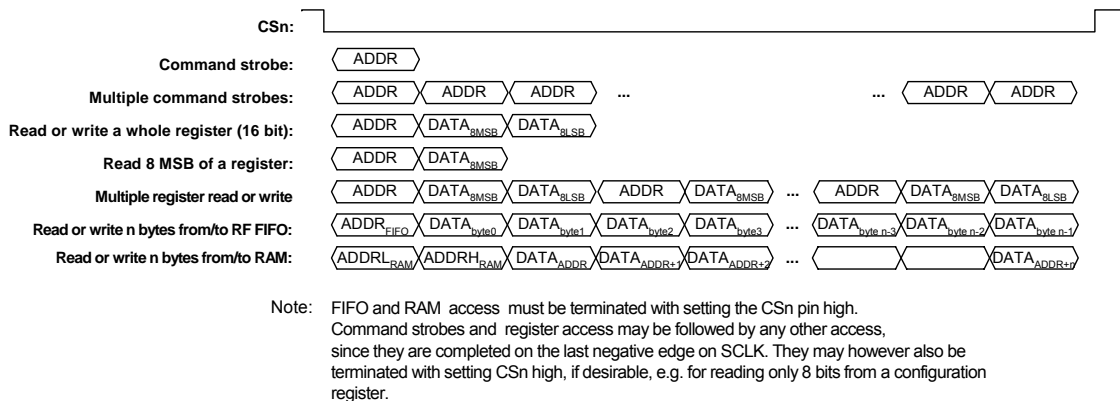 CSn:
Command strobe: ADDR
Multiple command strobes: ADDR ADDR ADDR ... ... ADDR ADDR
Read or write a whole register (16 bit): ADDR DATA8MSB DATA8LSB
Read 8 MSB of a register: ADDR DATA8MSB
Multiple register read or write ADDR DATA8MSB DATA8LSB ADDR DATA8MSB ... ADDR DATA8MSB DATA8LSB
Read or write n bytes from/to RF FIFO: ADDRFIFO DATAbyte0 DATAbyte1 DATAbyte2 DATAbyte3 ... DATAbyte n-3 DATAbyte n-2 DATAbyte n-1
Read or write n bytes from/to RAM: ADDRLRAM ADDRHRAM DATAADDR DATAADDR+1 DATAADDR+2 ... DATAADDR+n
Note: FIFO and RAM access must be terminated with setting the CSn pin high.
Command strobes and register access may be followed by any other access,
since they are completed on the last negative edge on SCLK. They may however also be
terminated with setting CSn high, if desirable, e.g. for reading only 8 bits from a configuration
register.